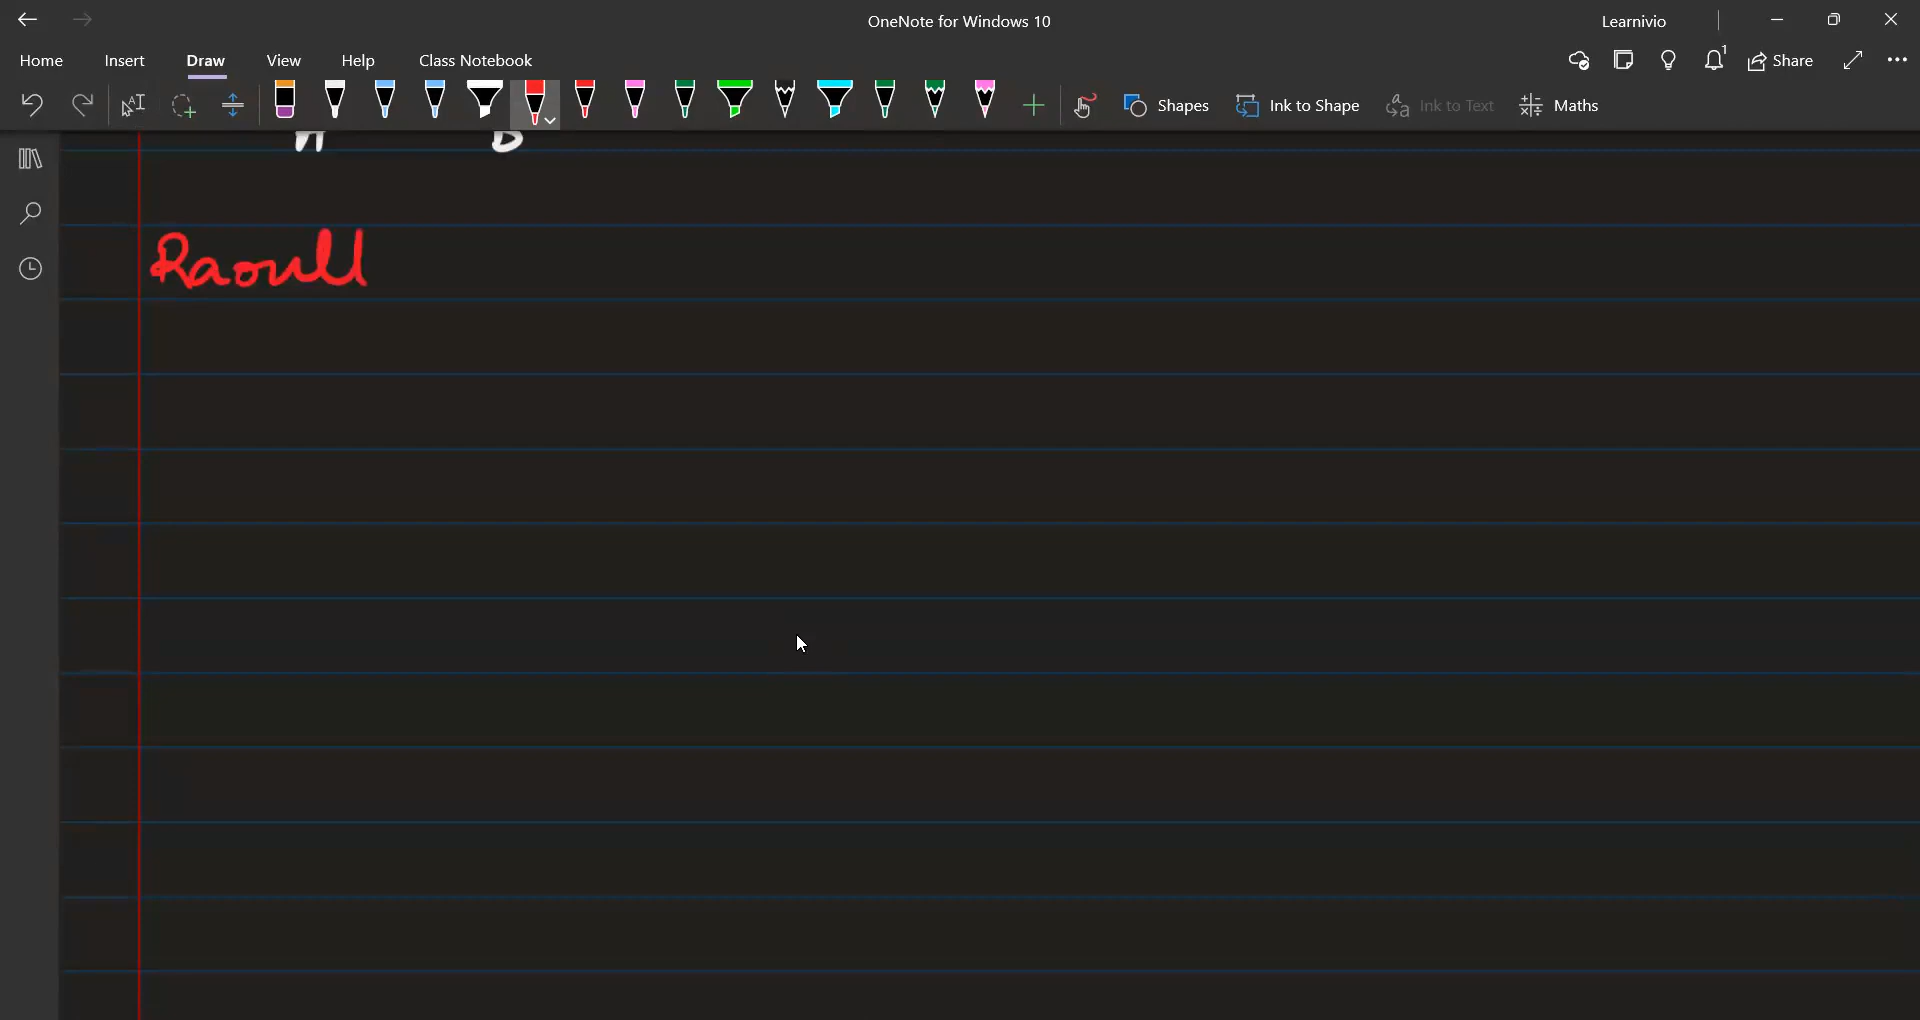 OneNote for Windows 10
Learnivio
Home Insert Draw View Help Class Notebook
1
Share
Shapes Ink to Shape Ink to Text Maths
A B
Raoull